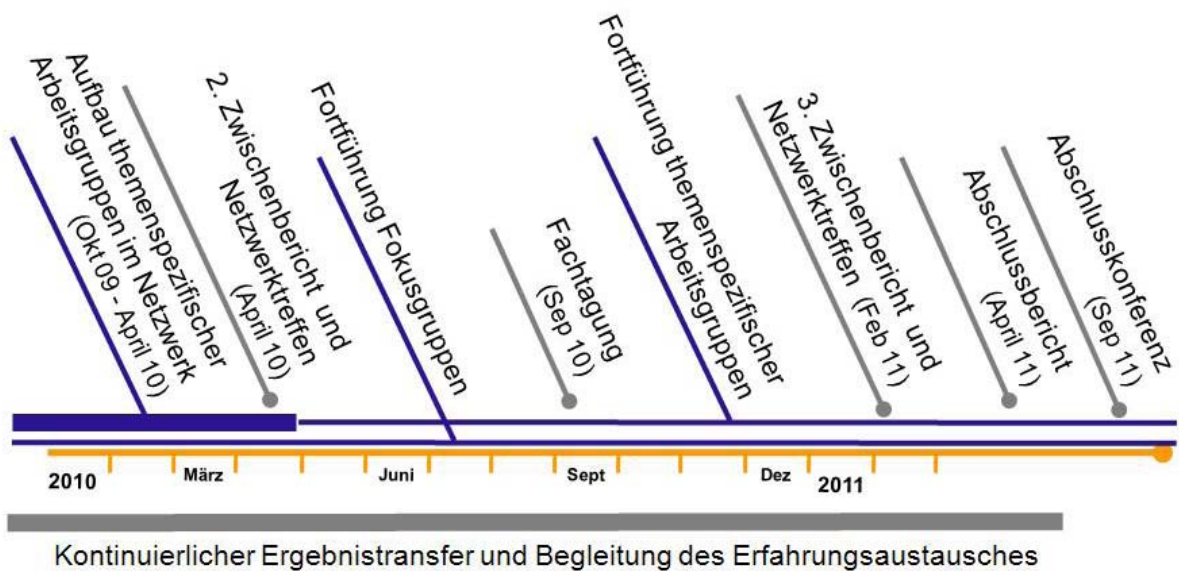 Aufbau themenspezifischer
Arbeitsgruppen im Netzwerk
(Okt 09 - April 10)
2. Zwischenbericht und
Netzwerktreffen
(April 10)
Fortführung Fokusgruppen
Fachtagung
(Sep 10)
Fortführung themenspezifischer
Arbeitsgruppen
3. Zwischenbericht und
Netzwerktreffen (Feb 11)
Abschlussbericht
(April 11)
Abschlusskonferenz
(Sep 11)
2010
März
Juni
Sept
Dez
2011
Kontinuierlicher Ergebnistransfer und Begleitung des Erfahrungsaustausches